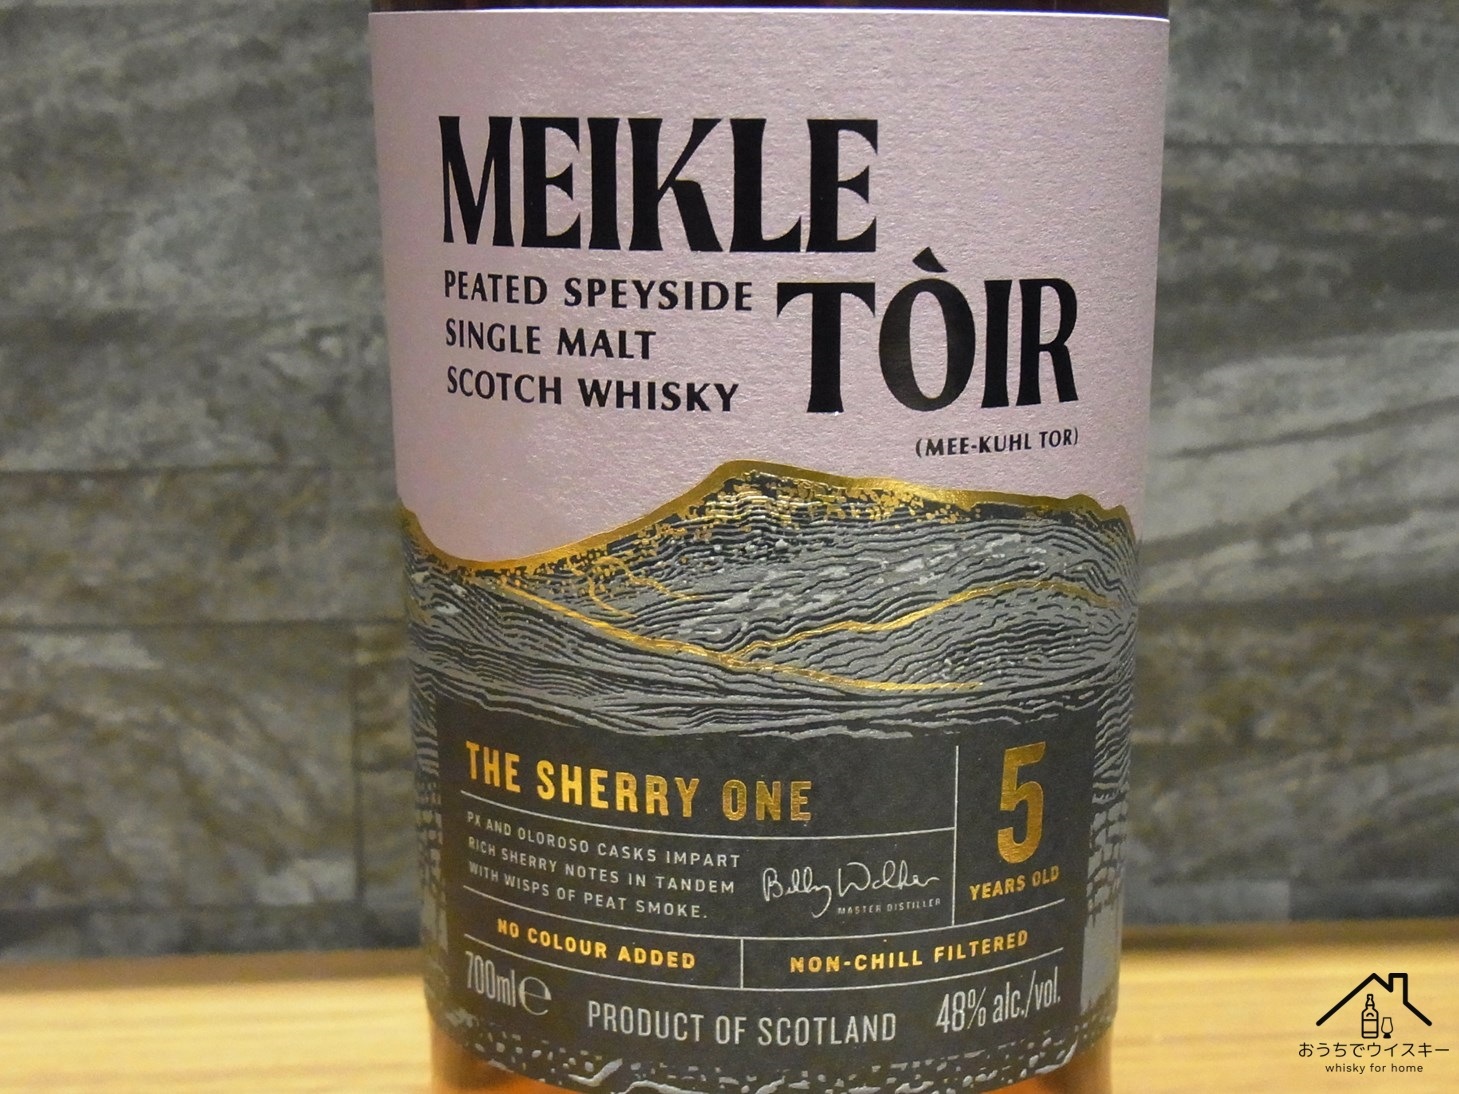 MEIKLE
TÒIR
PEATED SPEYSIDE
SINGLE MALT
SCOTCH WHISKY
(MEE-KUHL TOR)
THE SHERRY ONE
PX AND OLOROSO CASKS IMPART
RICH SHERRY NOTES IN TANDEM
WITH WISPS OF PEAT SMOKE.
Billy Walker
MASTER DISTILLER
5
YEARS OLD
NO COLOUR ADDED
NON-CHILL FILTERED
700ml℮
PRODUCT OF SCOTLAND
48% alc./vol.
おうちでウイスキー
whisky for home